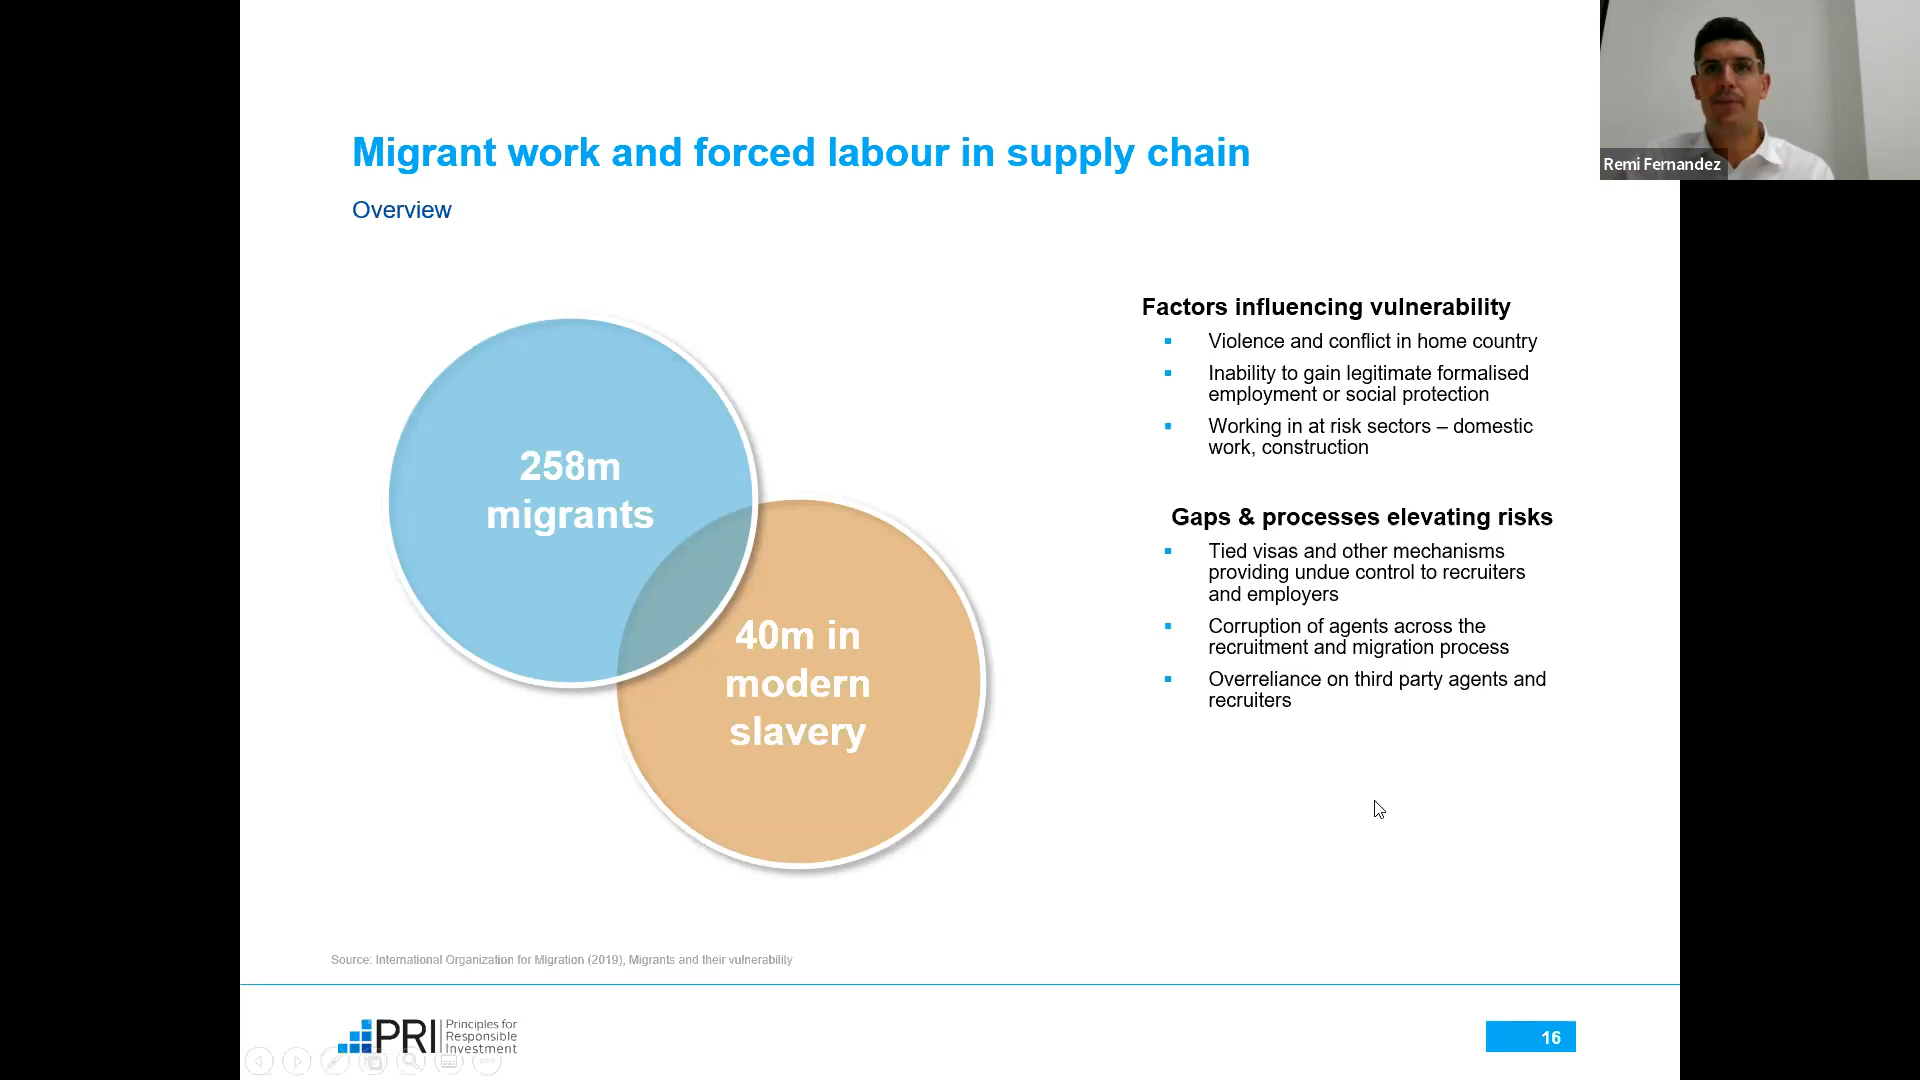 Remi Fernandez
Migrant work and forced labour in supply chain
Overview
258m
migrants
40m in
modern
slavery
Factors influencing vulnerability
Violence and conflict in home country
Inability to gain legitimate formalised
employment or social protection
Working in at risk sectors – domestic
work, construction
Gaps & processes elevating risks
Tied visas and other mechanisms
providing undue control to recruiters
and employers
Corruption of agents across the
recruitment and migration process
Overreliance on third party agents and
recruiters
Source: International Organization for Migration (2019), Migrants and their vulnerability
PRI
Principles for
Responsible
Investment
16